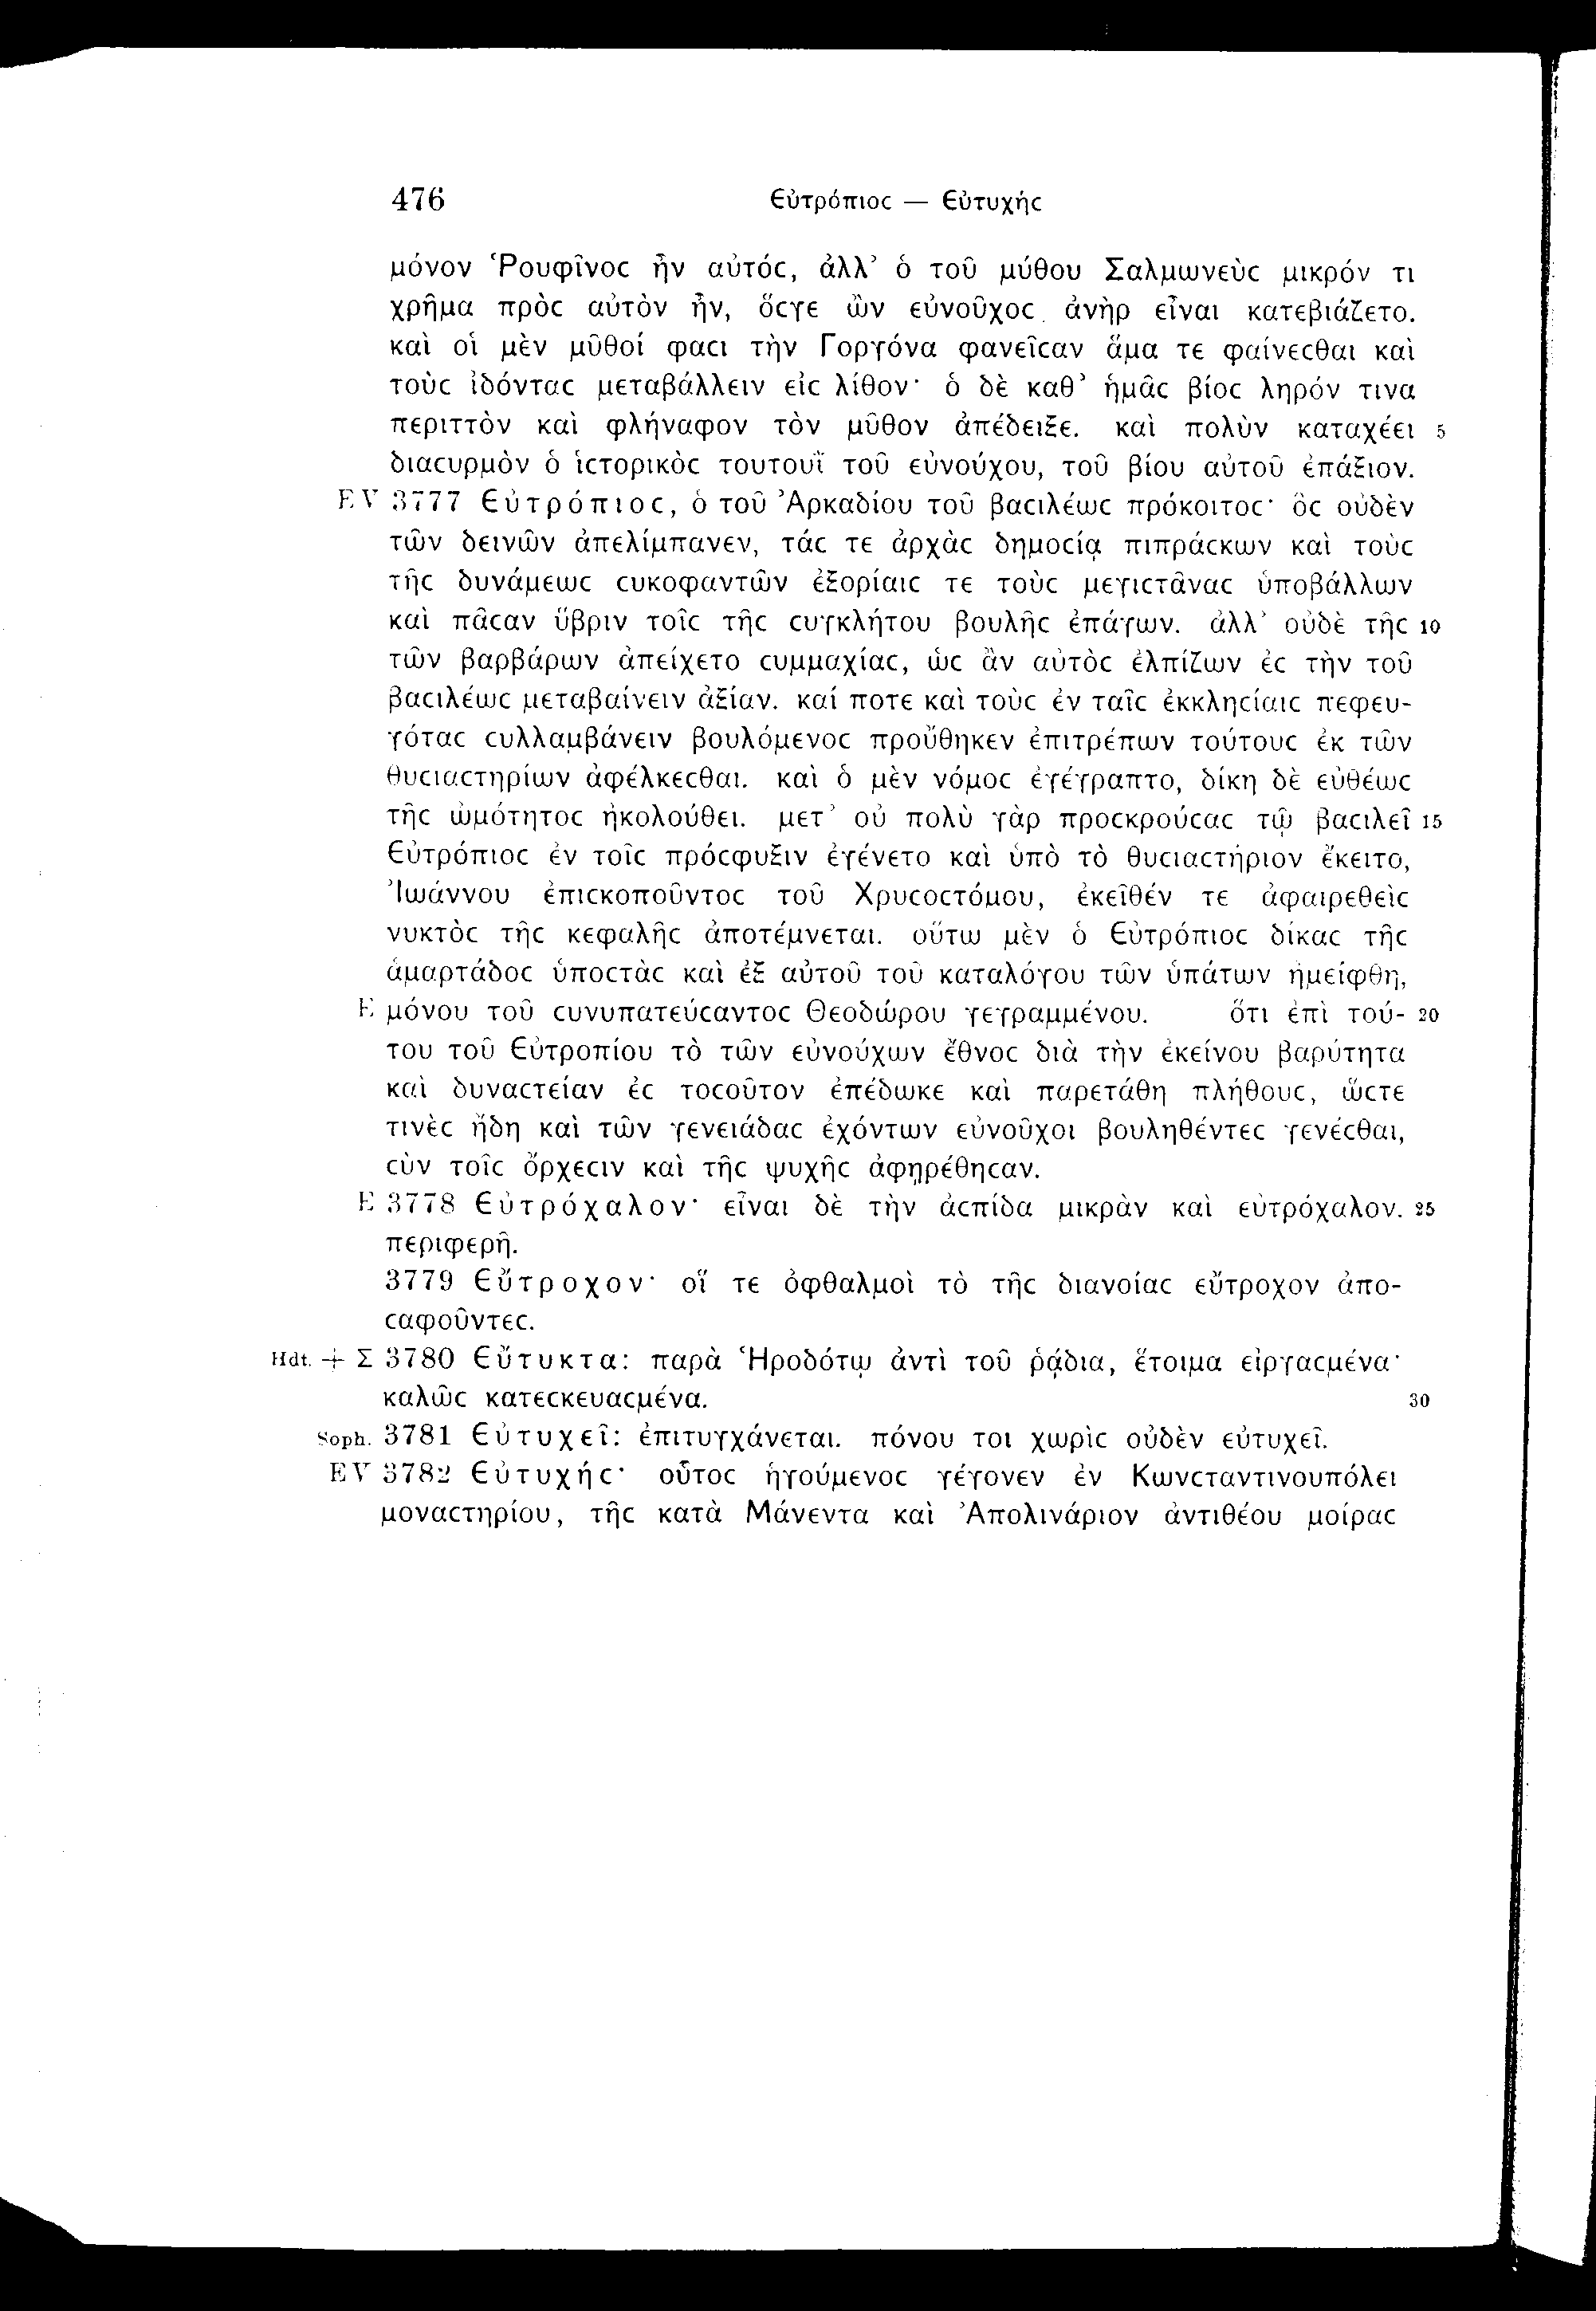 476 Εὐτρόπιοϲ — Εὐτυχήϲ
μόνον Ῥουφῖνοϲ ἦν αὐτόϲ, ἀλλ’ ὁ τοῦ μύθου Σαλμωνεὺϲ μικρόν τι
χρῆμα πρὸϲ αὐτὸν ἦν, ὅϲγε ὢν εὐνοῦχοϲ ἀνὴρ εἶναι κατεβιάζετο.
καὶ οἱ μὲν μῦθοί φαϲι τὴν Γοργόνα φανεῖϲαν ἅμα τε φαίνεϲθαι καὶ
τοὺϲ ἰδόνταϲ μεταβάλλειν εἰϲ λίθον· ὁ δὲ καθ’ ἡμᾶϲ βίοϲ ληρόν τινα
περιττὸν καὶ φλήναφον τὸν μῦθον ἀπέδειξε. καὶ πολὺν καταχέει 5
διαϲυρμὸν ὁ ἱϲτορικὸϲ τουτουῒ τοῦ εὐνούχου, τοῦ βίου αὐτοῦ ἐπάξιον.
EV 3777 Εὐτρόπιοϲ, ὁ τοῦ Ἀρκαδίου τοῦ βαϲιλέωϲ πρόκοιτοϲ· ὃϲ οὐδὲν
τῶν δεινῶν ἀπελίμπανεν, τάϲ τε ἀρχὰϲ δημοϲίᾳ πιπράϲκων καὶ τοὺϲ
τῆϲ δυνάμεωϲ ϲυκοφαντῶν ἐξορίαιϲ τε τοὺϲ μεγιϲτᾶναϲ ὑποβάλλων
καὶ πᾶϲαν ὕβριν τοῖϲ τῆϲ ϲυγκλήτου βουλῆϲ ἐπάγων. ἀλλ’ οὐδὲ τῆϲ 10
τῶν βαρβάρων ἀπείχετο ϲυμμαχίαϲ, ὡϲ ἂν αὐτὸϲ ἐλπίζων ἐϲ τὴν τοῦ
βαϲιλέωϲ μεταβαίνειν ἀξίαν. καί ποτε καὶ τοὺϲ ἐν ταῖϲ ἐκκληϲίαιϲ πεφευ-
γόταϲ ϲυλλαμβάνειν βουλόμενοϲ προὔθηκεν ἐπιτρέπων τούτουϲ ἐκ τῶν
θυϲιαϲτηρίων ἀφέλκεϲθαι. καὶ ὁ μὲν νόμοϲ ἐγέγραπτο, δίκη δὲ εὐθέωϲ
τῆϲ ὠμότητοϲ ἠκολούθει. μετ’ οὐ πολὺ γὰρ προϲκρούϲαϲ τῷ βαϲιλεῖ 15
Εὐτρόπιοϲ ἐν τοῖϲ πρόϲφυξιν ἐγένετο καὶ ὑπὸ τὸ θυϲιαϲτήριον ἔκειτο,
Ἰωάννου ἐπιϲκοποῦντοϲ τοῦ Χρυϲοϲτόμου, ἐκεῖθέν τε ἀφαιρεθεὶϲ
νυκτὸϲ τῆϲ κεφαλῆϲ ἀποτέμνεται. οὕτω μὲν ὁ Εὐτρόπιοϲ δίκαϲ τῆϲ
ἁμαρτάδοϲ ὑποϲτὰϲ καὶ ἐξ αὐτοῦ τοῦ καταλόγου τῶν ὑπάτων ἠμείφθη,
E μόνου τοῦ ϲυνυπατεύϲαντοϲ Θεοδώρου γεγραμμένου. ὅτι ἐπὶ τού- 20
του τοῦ Εὐτροπίου τὸ τῶν εὐνούχων ἔθνοϲ διὰ τὴν ἐκείνου βαρύτητα
καὶ δυναϲτείαν ἐϲ τοϲοῦτον ἐπέδωκε καὶ παρετάθη πλήθουϲ, ὥϲτε
τινὲϲ ἤδη καὶ τῶν γενειάδαϲ ἐχόντων εὐνοῦχοι βουληθέντεϲ γενέϲθαι,
ϲὺν τοῖϲ ὄρχεϲιν καὶ τῆϲ ψυχῆϲ ἀφῃρέθηϲαν.
E 3778 Εὐτρόχαλον· εἶναι δὲ τὴν ἀϲπίδα μικρὰν καὶ εὐτρόχαλον. 25
περιφερῆ.
3779 Εὔτροχον· οἵ τε ὀφθαλμοὶ τὸ τῆϲ διανοίαϲ εὔτροχον ἀπο-
ϲαφοῦντεϲ.
Hdt. + Σ 3780 Εὔτυκτα: παρὰ Ἡροδότῳ ἀντὶ τοῦ ῥᾴδια, ἕτοιμα εἰργαϲμένα·
καλῶϲ κατεϲκευαϲμένα. 30
Soph. 3781 Εὐτυχεῖ: ἐπιτυγχάνεται. πόνου τοι χωρὶϲ οὐδὲν εὐτυχεῖ.
EV 3782 Εὐτυχήϲ· οὗτοϲ ἡγούμενοϲ γέγονεν ἐν Κωνϲταντινουπόλει
μοναϲτηρίου, τῆϲ κατὰ Μάνεντα καὶ Ἀπολινάριον ἀντιθέου μοίραϲ